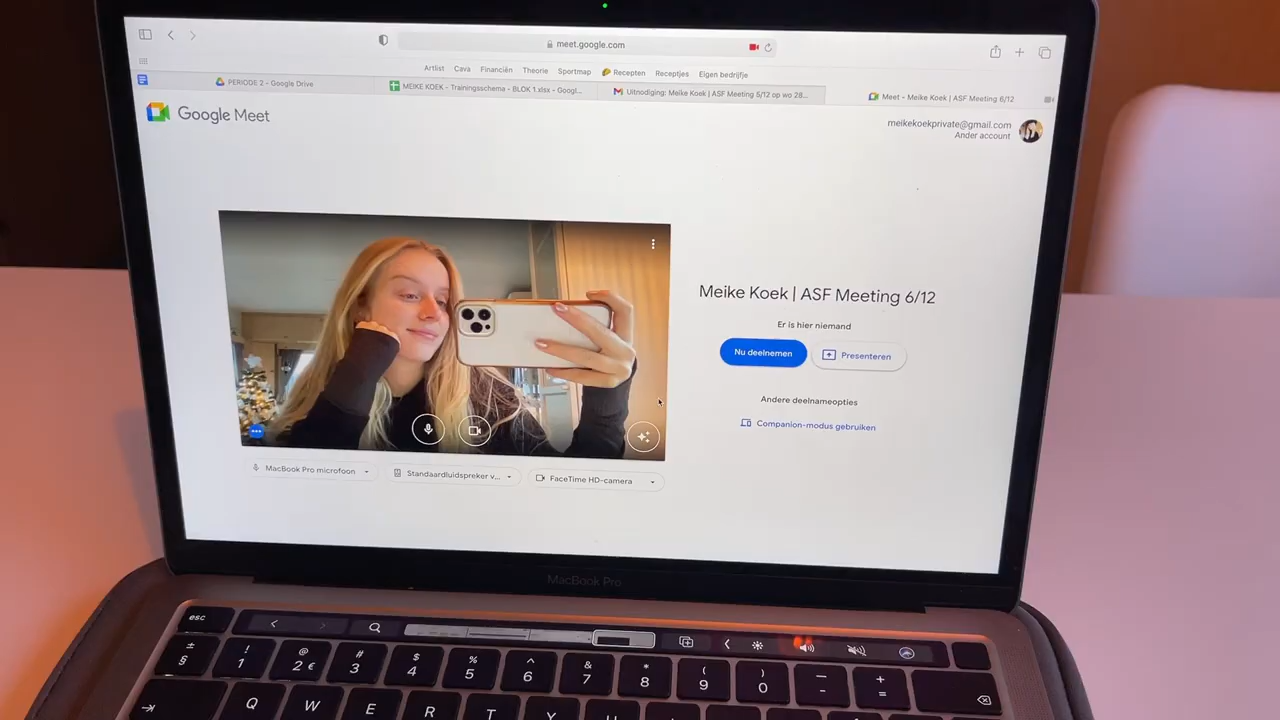 meet.google.com
Artist Cava Financiën Theorie Sportmap Recepten Receptjes Eigen bedrijfje
PERIODE 2 - Google Drive
MEIKE KOEK - Trainingsschema - BLOK 1.xlsx - Googl...
Uitnodiging: Meike Koek | ASF Meeting 5/12 op wo 28...
Meet - Meike Koek | ASF Meeting 6/12
Google Meet
meikekoekprivate@gmail.com
Ander account
Meike Koek | ASF Meeting 6/12
Er is hier niemand
Nu deelnemen
Presenteren
Andere deelnameopties
Companion-modus gebruiken
MacBook Pro microfoon
Standaardluidspreker v...
FaceTime HD-camera
MacBook Pro
esc
± § ! 1 @ 2 € # 3 $ 4 % 5 ^ 6 & 7 * 8 ( 9 ) 0 — - + =
Q W E R T Y U